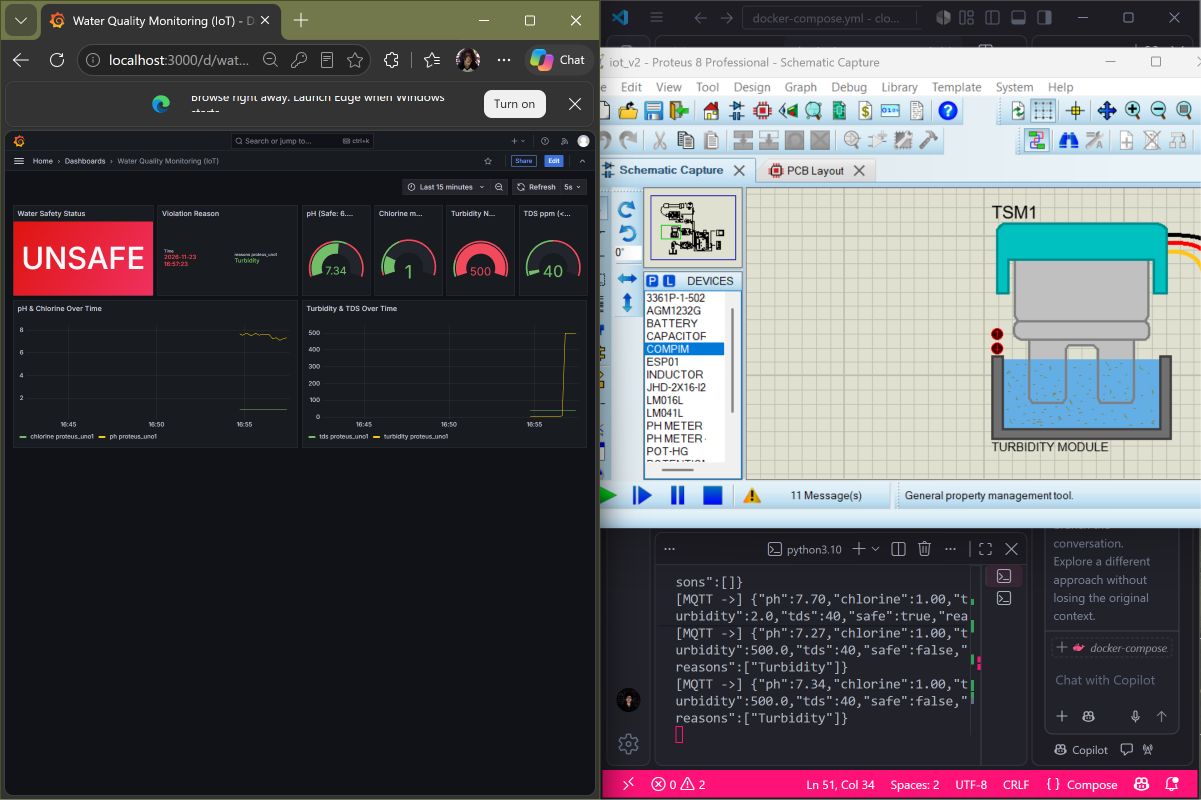 Water Quality Monitoring (IoT) - D
localhost:3000/d/wat...
Chat
Browse right away. Launch Edge when Windows
Turn on
Search or jump to...
ctrl+k
Home › Dashboards › Water Quality Monitoring (IoT)
Share
Edit
Last 15 minutes
Refresh
5s
Water Safety Status
UNSAFE
Violation Reason
Time
2026-11-23
16:57:23
reasons proteus_uno1
Turbidity
pH (Safe: 6....
7.34
Chlorine m...
1
Turbidity N...
500
TDS ppm (<...
40
pH & Chlorine Over Time
8
6
4
2
16:45
16:50
16:55
chlorine proteus_uno1
ph proteus_uno1
Turbidity & TDS Over Time
500
400
300
200
100
0
16:45
16:50
16:55
tds proteus_uno1
turbidity proteus_uno1
docker-compose.yml - clo...
iot_v2 - Proteus 8 Professional - Schematic Capture
Edit View Tool Design Graph Debug Library Template System Help
Schematic Capture
PCB Layout
0°
P L DEVICES
3361P-1-502
AGM1232G
BATTERY
CAPACITOF
COMPIM
ESP01
INDUCTOR
JHD-2X16-I2
LM016L
LM041L
PH METER
PH METER
POT-HG
TSM1
TURBIDITY MODULE
11 Message(s)
General property management tool.
python3.10
sons":[]}
[MQTT ->] {"ph":7.70,"chlorine":1.00,"t
urbidity":2.0,"tds":40,"safe":true,"rea
[MQTT ->] {"ph":7.27,"chlorine":1.00,"t
urbidity":500.0,"tds":40,"safe":false,"
reasons":["Turbidity"]}
[MQTT ->] {"ph":7.34,"chlorine":1.00,"t
urbidity":500.0,"tds":40,"safe":false,"
reasons":["Turbidity"]}
conversation.
Explore a different
approach without
losing the original
context.
docker-compose
Chat with Copilot
Copilot
0
2
Ln 51, Col 34
Spaces: 2
UTF-8
CRLF
{ } Compose